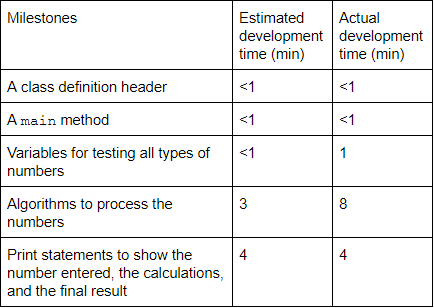 Milestones
Estimated development time (min)
Actual development time (min)
A class definition header
<1
<1
A main method
<1
<1
Variables for testing all types of numbers
<1
1
Algorithms to process the numbers
3
8
Print statements to show the number entered, the calculations, and the final result
4
4